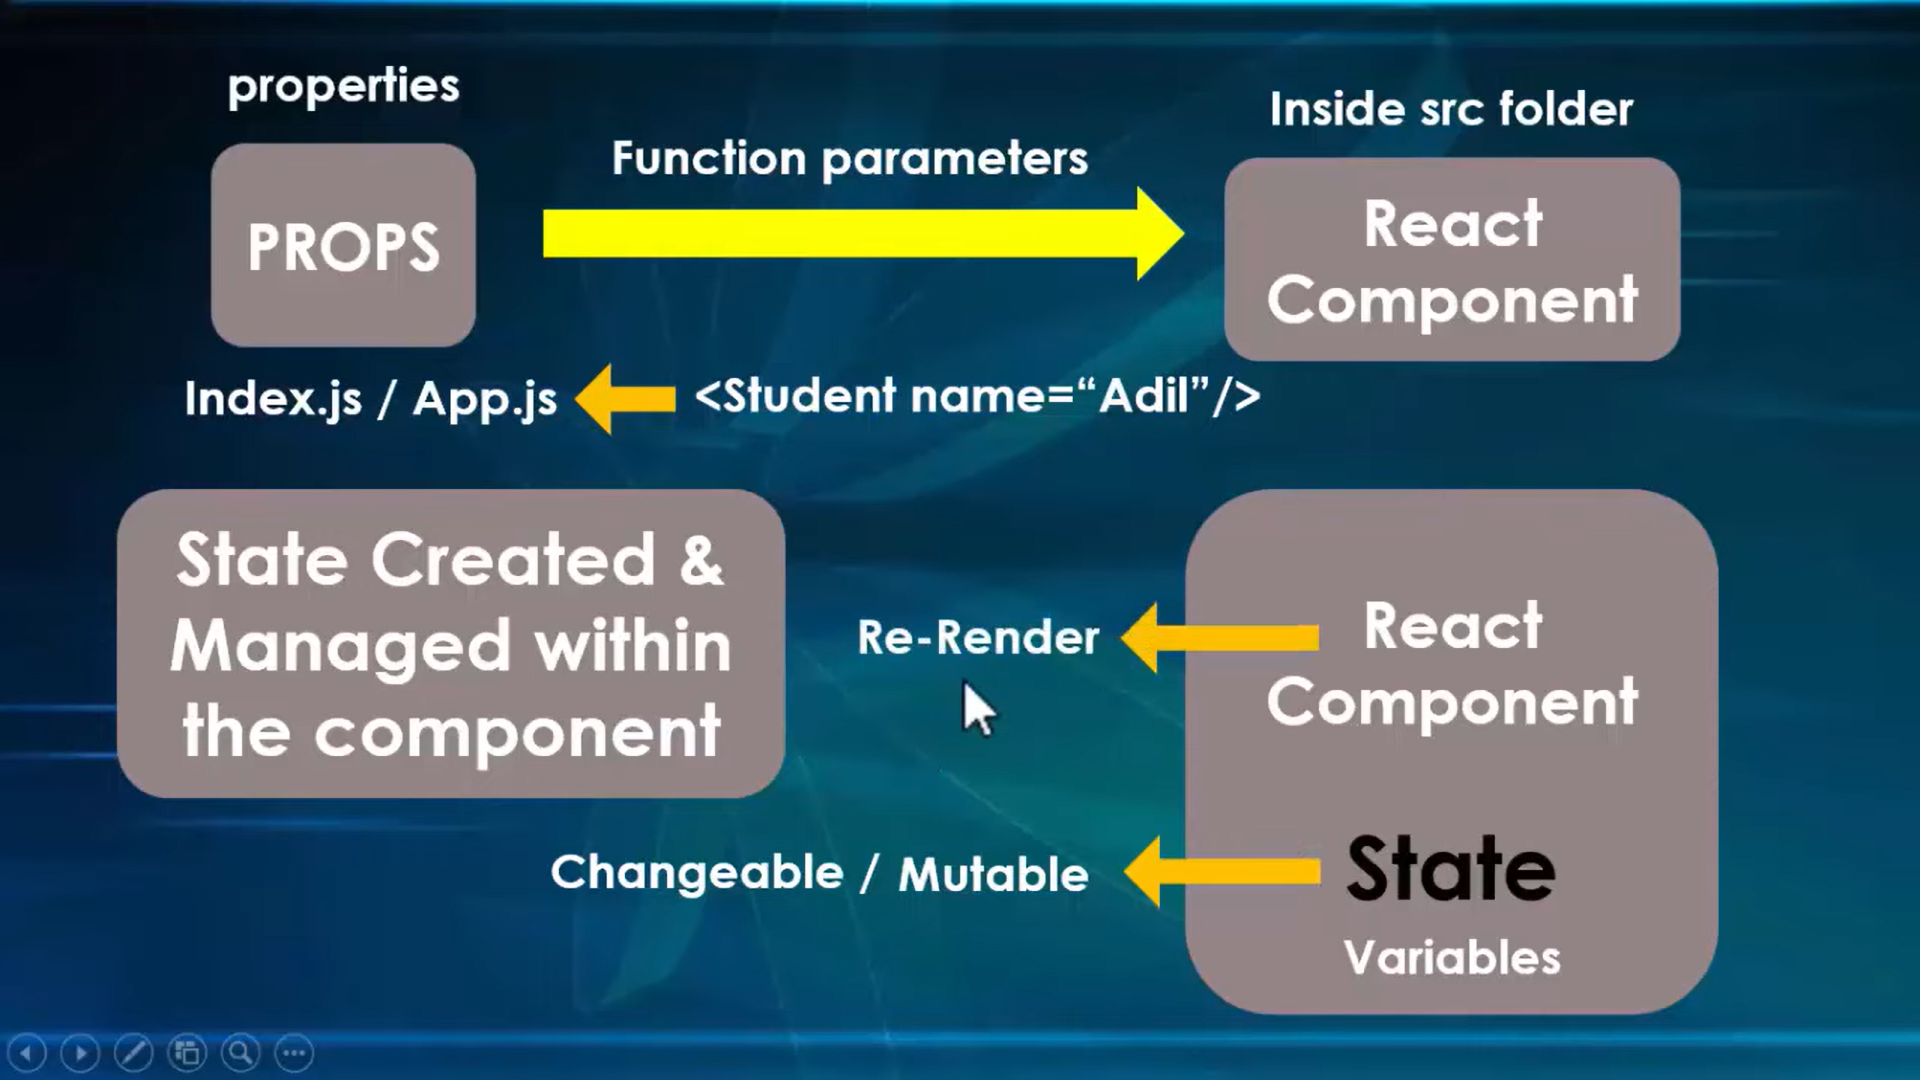 properties
PROPS
Function parameters
Inside src folder
React
Component
Index.js / App.js
<Student name=“Adil”/>
State Created &
Managed within
the component
Re-Render
React
Component
Changeable / Mutable
State
Variables